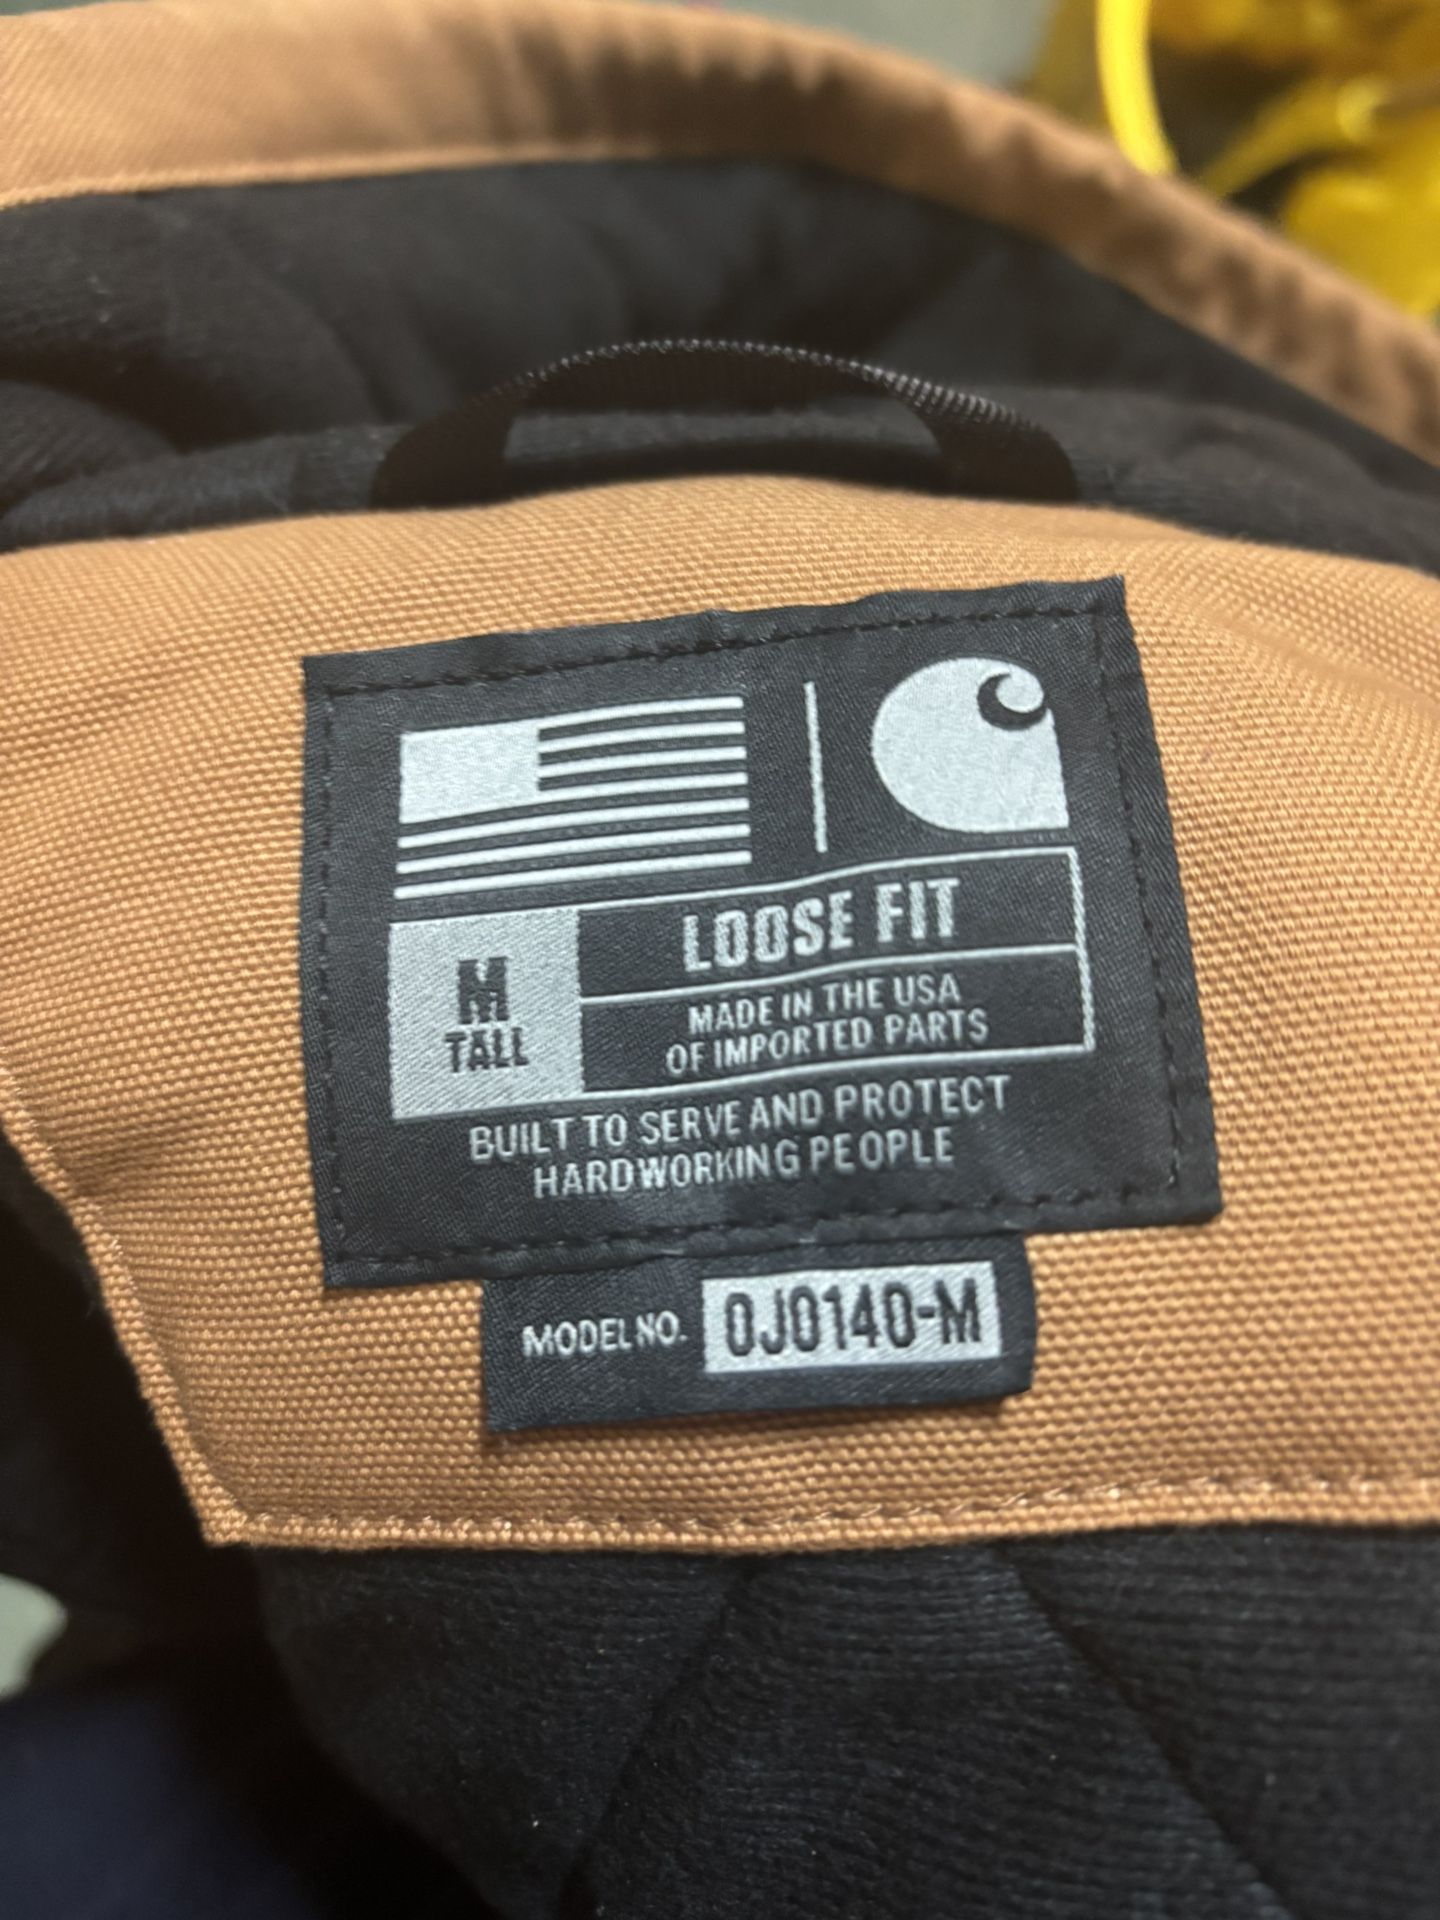 LOOSE FIT
M
TALL
MADE IN THE USA
OF IMPORTED PARTS
BUILT TO SERVE AND PROTECT
HARDWORKING PEOPLE
MODEL NO. 0J0140-M